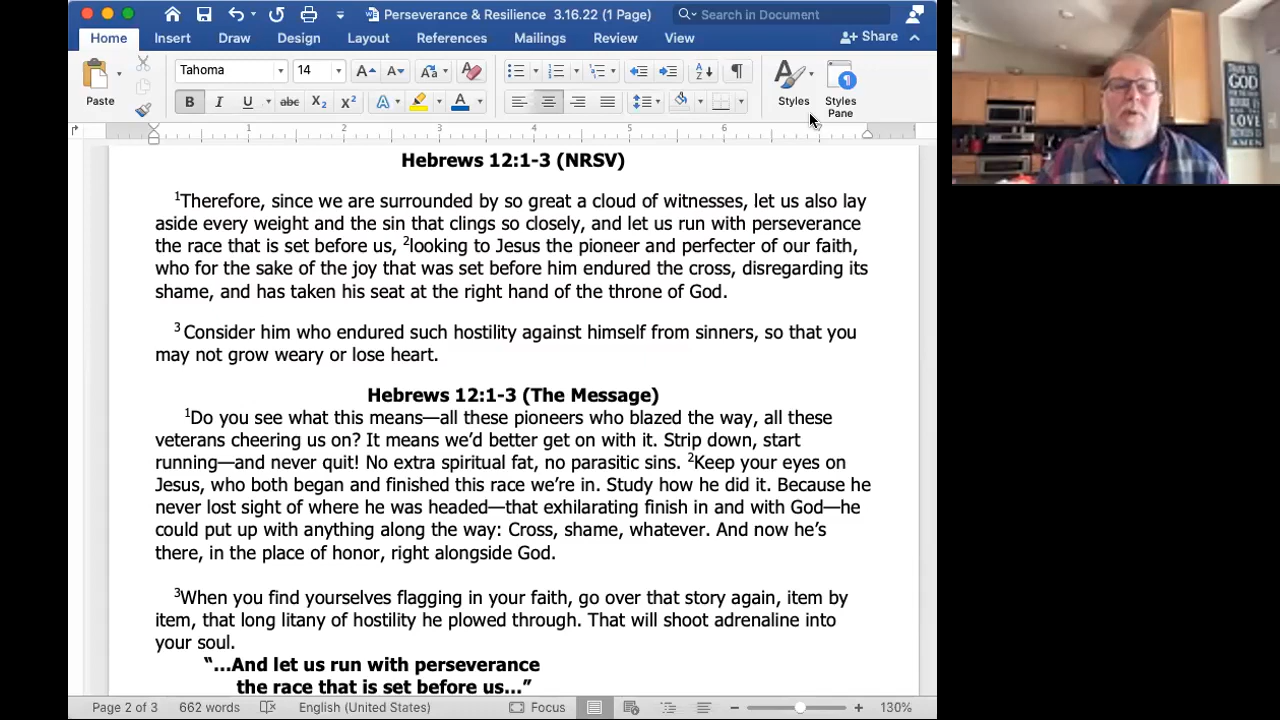 Perseverance & Resilience 3.16.22 (1 Page)
Search in Document
Home Insert Draw Design Layout References Mailings Review View Share
Paste
Tahoma 14
Styles Styles Pane
1 2 3 4 5 6
Hebrews 12:1-3 (NRSV)
1Therefore, since we are surrounded by so great a cloud of witnesses, let us also lay
aside every weight and the sin that clings so closely, and let us run with perseverance
the race that is set before us, 2looking to Jesus the pioneer and perfecter of our faith,
who for the sake of the joy that was set before him endured the cross, disregarding its
shame, and has taken his seat at the right hand of the throne of God.
3 Consider him who endured such hostility against himself from sinners, so that you
may not grow weary or lose heart.
Hebrews 12:1-3 (The Message)
1Do you see what this means—all these pioneers who blazed the way, all these
veterans cheering us on? It means we'd better get on with it. Strip down, start
running—and never quit! No extra spiritual fat, no parasitic sins. 2Keep your eyes on
Jesus, who both began and finished this race we're in. Study how he did it. Because he
never lost sight of where he was headed—that exhilarating finish in and with God—he
could put up with anything along the way: Cross, shame, whatever. And now he's
there, in the place of honor, right alongside God.
3When you find yourselves flagging in your faith, go over that story again, item by
item, that long litany of hostility he plowed through. That will shoot adrenaline into
your soul.
"...And let us run with perseverance
the race that is set before us..."
Page 2 of 3 662 words English (United States) Focus 130%
GOD
LOVE